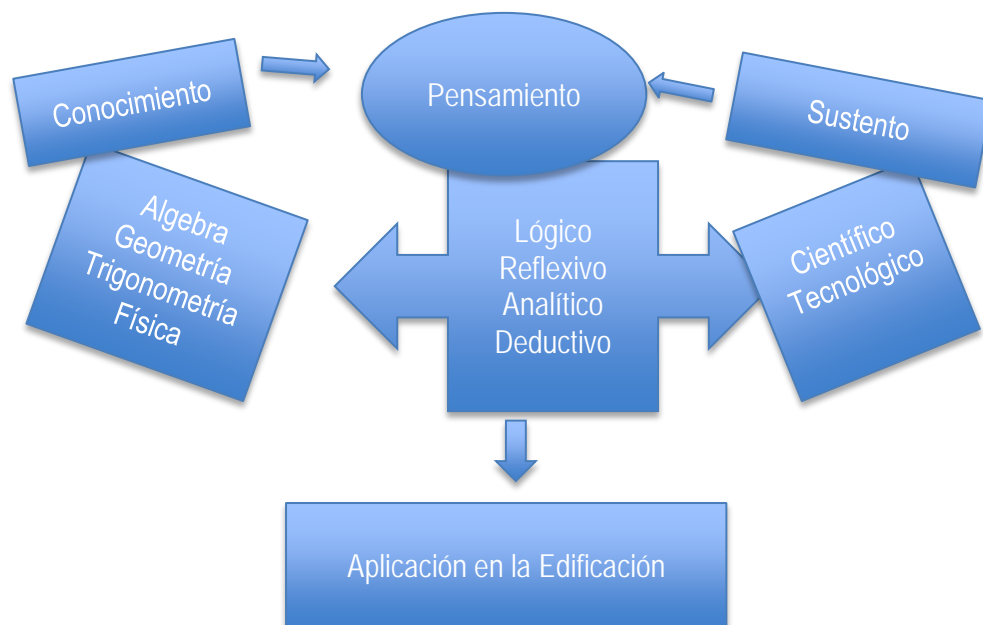 Conocimiento
Pensamiento
Sustento
Algebra
Geometría
Trigonometría
Física
Lógico
Reflexivo
Analítico
Deductivo
Científico
Tecnológico
Aplicación en la Edificación